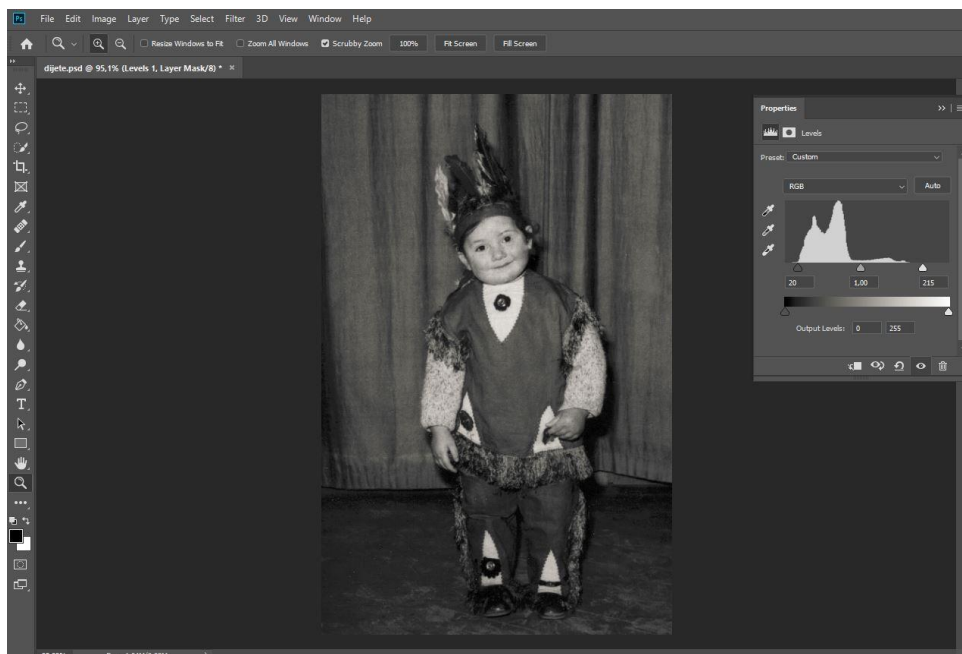 Ps File Edit Image Layer Type Select Filter 3D View Window Help
Resize Windows to Fit Zoom All Windows Scrubby Zoom 100% Fit Screen Fill Screen
dijete.psd @ 95,1% (Levels 1, Layer Mask/8) *
Properties
Levels
Preset: Custom
RGB Auto
20 1,00 215
Output Levels: 0 255